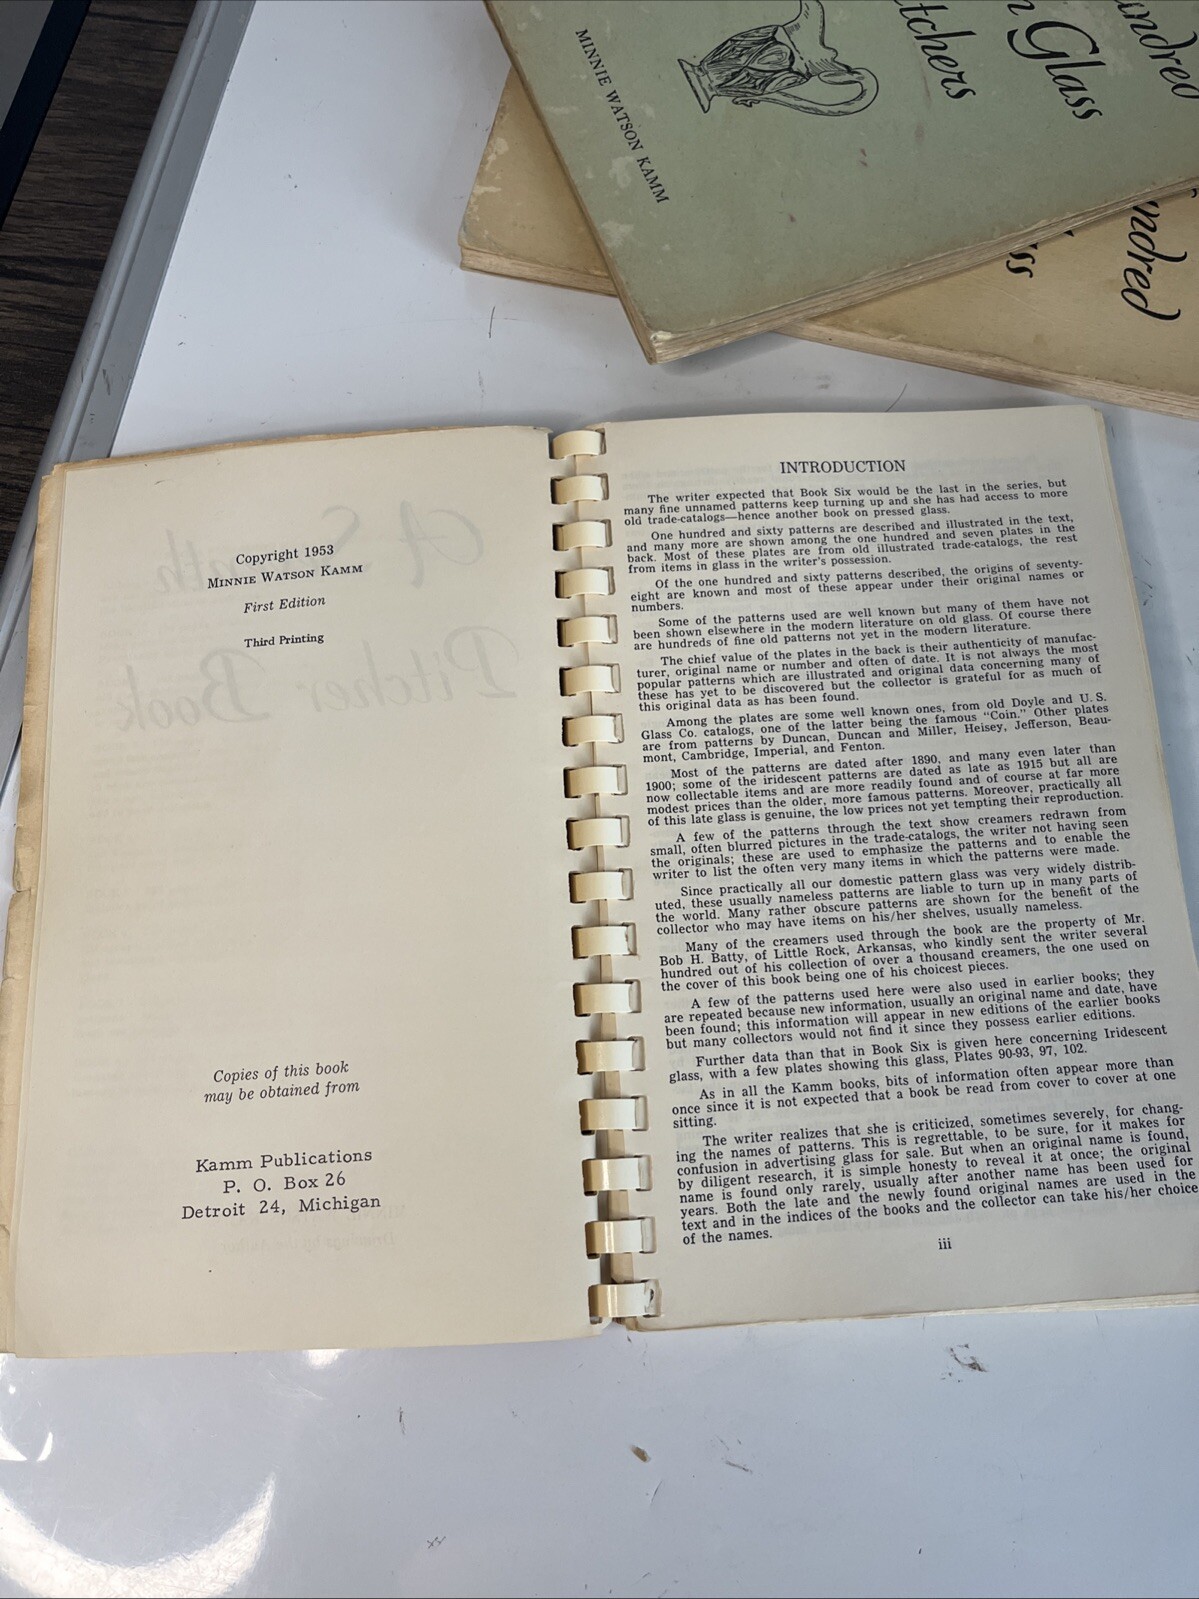 undred
n Glass
tchers
MINNIE WATSON KAMM
undred
ss
A Seventh
Pitcher Book
Copyright 1953
MINNIE WATSON KAMM
First Edition
Third Printing
Copies of this book
may be obtained from
Kamm Publications
P. O. Box 26
Detroit 24, Michigan
INTRODUCTION
The writer expected that Book Six would be the last in the series, but
many fine unnamed patterns keep turning up and she has had access to more
old trade-catalogs—hence another book on pressed glass.
One hundred and sixty patterns are described and illustrated in the text,
and many more are shown among the one hundred and seven plates in the
back. Most of these plates are from old illustrated trade-catalogs, the rest
from items in glass in the writer's possession.
Of the one hundred and sixty patterns described, the origins of seventy-
eight are known and most of these appear under their original names or
numbers.
Some of the patterns used are well known but many of them have not
been shown elsewhere in the modern literature on old glass. Of course there
are hundreds of fine old patterns not yet in the modern literature.
The chief value of the plates in the back is their authenticity of manufac-
turer, original name or number and often of date. It is not always the most
popular patterns which are illustrated and original data concerning many of
these has yet to be discovered but the collector is grateful for as much of
this original data as has been found.
Among the plates are some well known ones, from old Doyle and U. S.
Glass Co. catalogs, one of the latter being the famous "Coin." Other plates
are from patterns by Duncan, Duncan and Miller, Heisey, Jefferson, Beau-
mont, Cambridge, Imperial, and Fenton.
Most of the patterns are dated after 1890, and many even later than
1900; some of the iridescent patterns are dated as late as 1915 but all are
now collectable items and are more readily found and of course at far more
modest prices than the older, more famous patterns. Moreover, practically all
of this late glass is genuine, the low prices not yet tempting their reproduction.
A few of the patterns through the text show creamers redrawn from
small, often blurred pictures in the trade-catalogs, the writer not having seen
the originals; these are used to emphasize the patterns and to enable the
writer to list the often very many items in which the patterns were made.
Since practically all our domestic pattern glass was very widely distrib-
uted, these usually nameless patterns are liable to turn up in many parts of
the world. Many rather obscure patterns are shown for the benefit of the
collector who may have items on his/her shelves, usually nameless.
Many of the creamers used through the book are the property of Mr.
Bob H. Batty, of Little Rock, Arkansas, who kindly sent the writer several
hundred out of his collection of over a thousand creamers, the one used on
the cover of this book being one of his choicest pieces.
A few of the patterns used here were also used in earlier books; they
are repeated because new information, usually an original name and date, have
been found; this information will appear in new editions of the earlier books
but many collectors would not find it since they possess earlier editions.
Further data than that in Book Six is given here concerning Iridescent
glass, with a few plates showing this glass, Plates 90-93, 97, 102.
As in all the Kamm books, bits of information often appear more than
once since it is not expected that a book be read from cover to cover at one
sitting.
The writer realizes that she is criticized, sometimes severely, for chang-
ing the names of patterns. This is regrettable, to be sure, for it makes for
confusion in advertising glass for sale. But when an original name is found,
by diligent research, it is simple honesty to reveal it at once; the original
name is found only rarely, usually after another name has been used for
years. Both the late and the newly found original names are used in the
text and in the indices of the books and the collector can take his/her choice
of the names.
iii